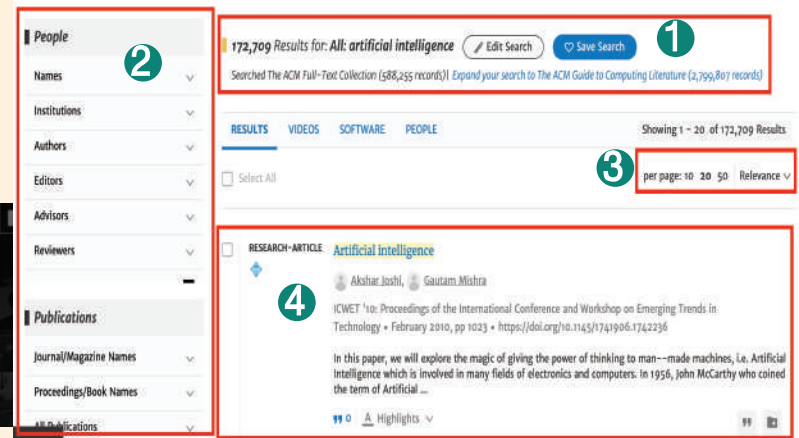 People
Names
Institutions
Authors
Editors
Advisors
Reviewers
Publications
Journal/Magazine Names
Proceedings/Book Names
All Publications
2
172,709 Results for: All: artificial intelligence Edit Search Save Search
1
Searched The ACM Full-Text Collection (588,255 records)| Expand your search to The ACM Guide to Computing Literature (2,799,807 records)
RESULTS VIDEOS SOFTWARE PEOPLE Showing 1 - 20 of 172,709 Results
3
Select All per page: 10 20 50 Relevance
RESEARCH-ARTICLE Artificial intelligence
4
Akshar Joshi, Gautam Mishra
ICWET '10: Proceedings of the International Conference and Workshop on Emerging Trends in
Technology • February 2010, pp 1023 • https://doi.org/10.1145/1741906.1742236
In this paper, we will explore the magic of giving the power of thinking to man--made machines, i.e. Artificial
Intelligence which is involved in many fields of electronics and computers. In 1956, John McCarthy who coined
the term of Artificial ...
0 A Highlights